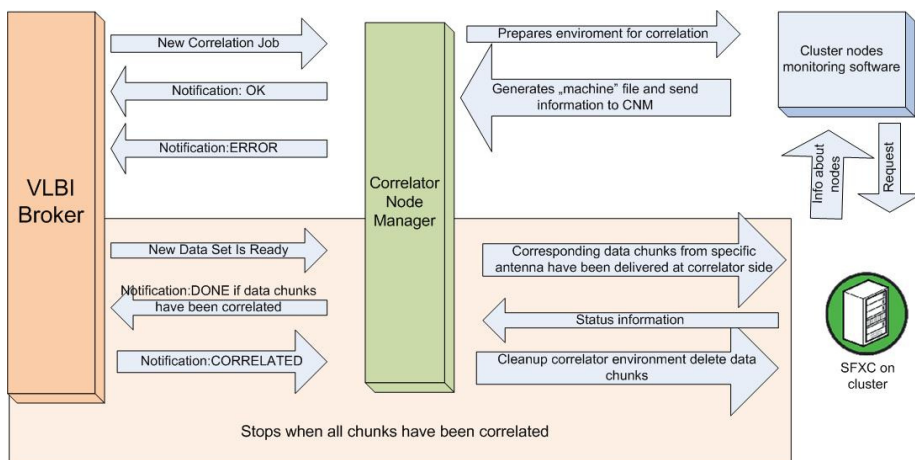 New Correlation Job
Notification: OK
Notification:ERROR
VLBI
Broker
New Data Set Is Ready
Notification:DONE if data chunks
have been correlated
Notification:CORRELATED
Correlator
Node
Manager
Prepares enviroment for correlation
Generates „machine" file and send
information to CNM
Cluster nodes
monitoring software
Info about
nodes
Request
Corresponding data chunks from specific
antenna have been delivered at correlator side
Status information
Cleanup correlator environment delete data
chunks
SFXC on
cluster
Stops when all chunks have been correlated